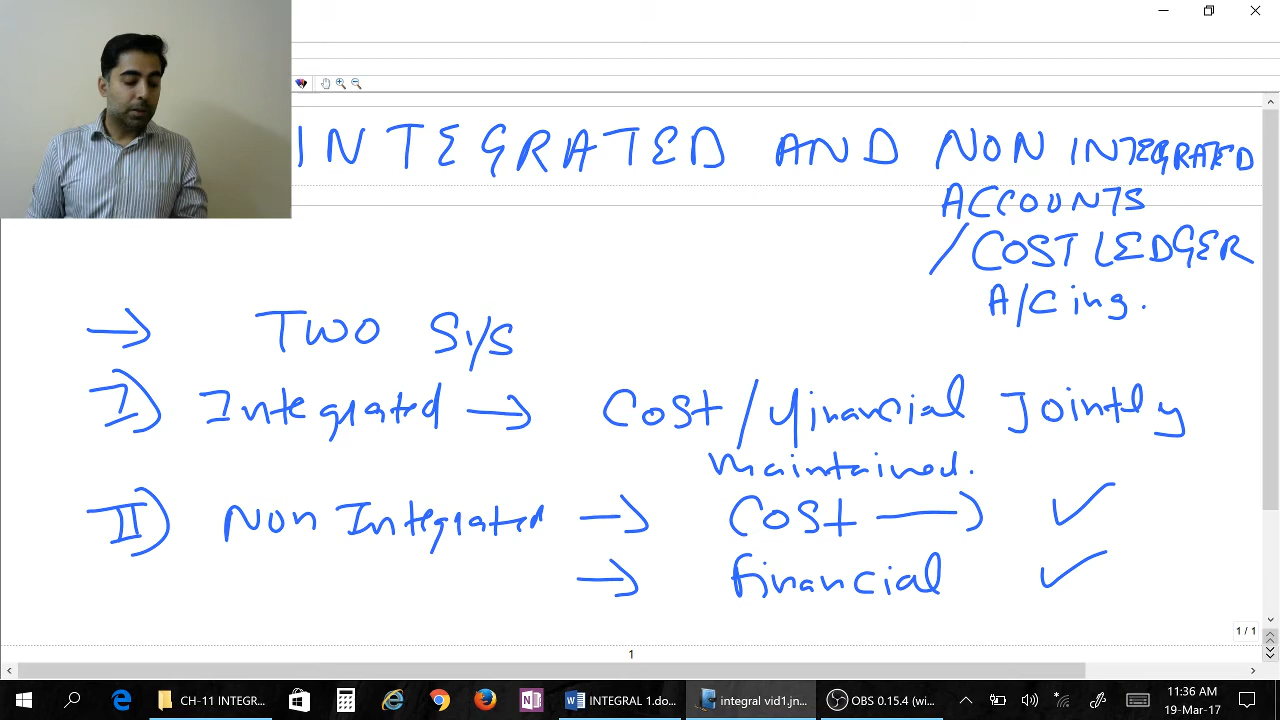 INTEGRATED AND NON INTEGRATED
ACCOUNTS
/COST LEDGER
A/Cing.
→ TWO Sys
I) Integrated → Cost/financial Jointly
maintained.
II) Non Integrated → Cost → ✓
→ financial ✓
1 / 1
1
CH-11 INTEGR...
INTEGRAL 1.do...
integral vid1.jn...
OBS 0.15.4 (wi...
11:36 AM
19-Mar-17